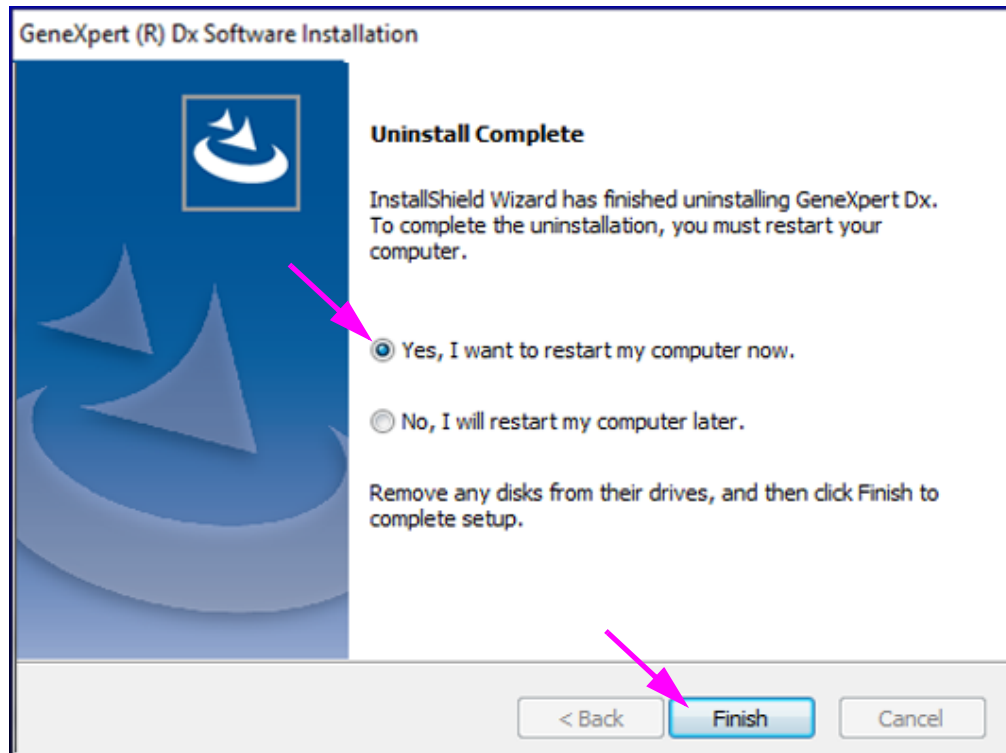 GeneXpert (R) Dx Software Installation
Uninstall Complete
InstallShield Wizard has finished uninstalling GeneXpert Dx.
To complete the uninstallation, you must restart your
computer.
Yes, I want to restart my computer now.
No, I will restart my computer later.
Remove any disks from their drives, and then click Finish to
complete setup.
< Back
Finish
Cancel